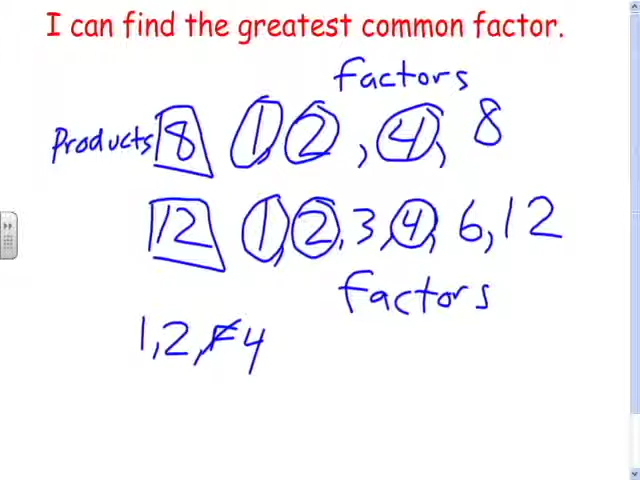 I can find the greatest common factor.
factors
Products 8 1, 2, 4, 8
12 1, 2, 3, 4, 6, 12
factors
1, 2, 4